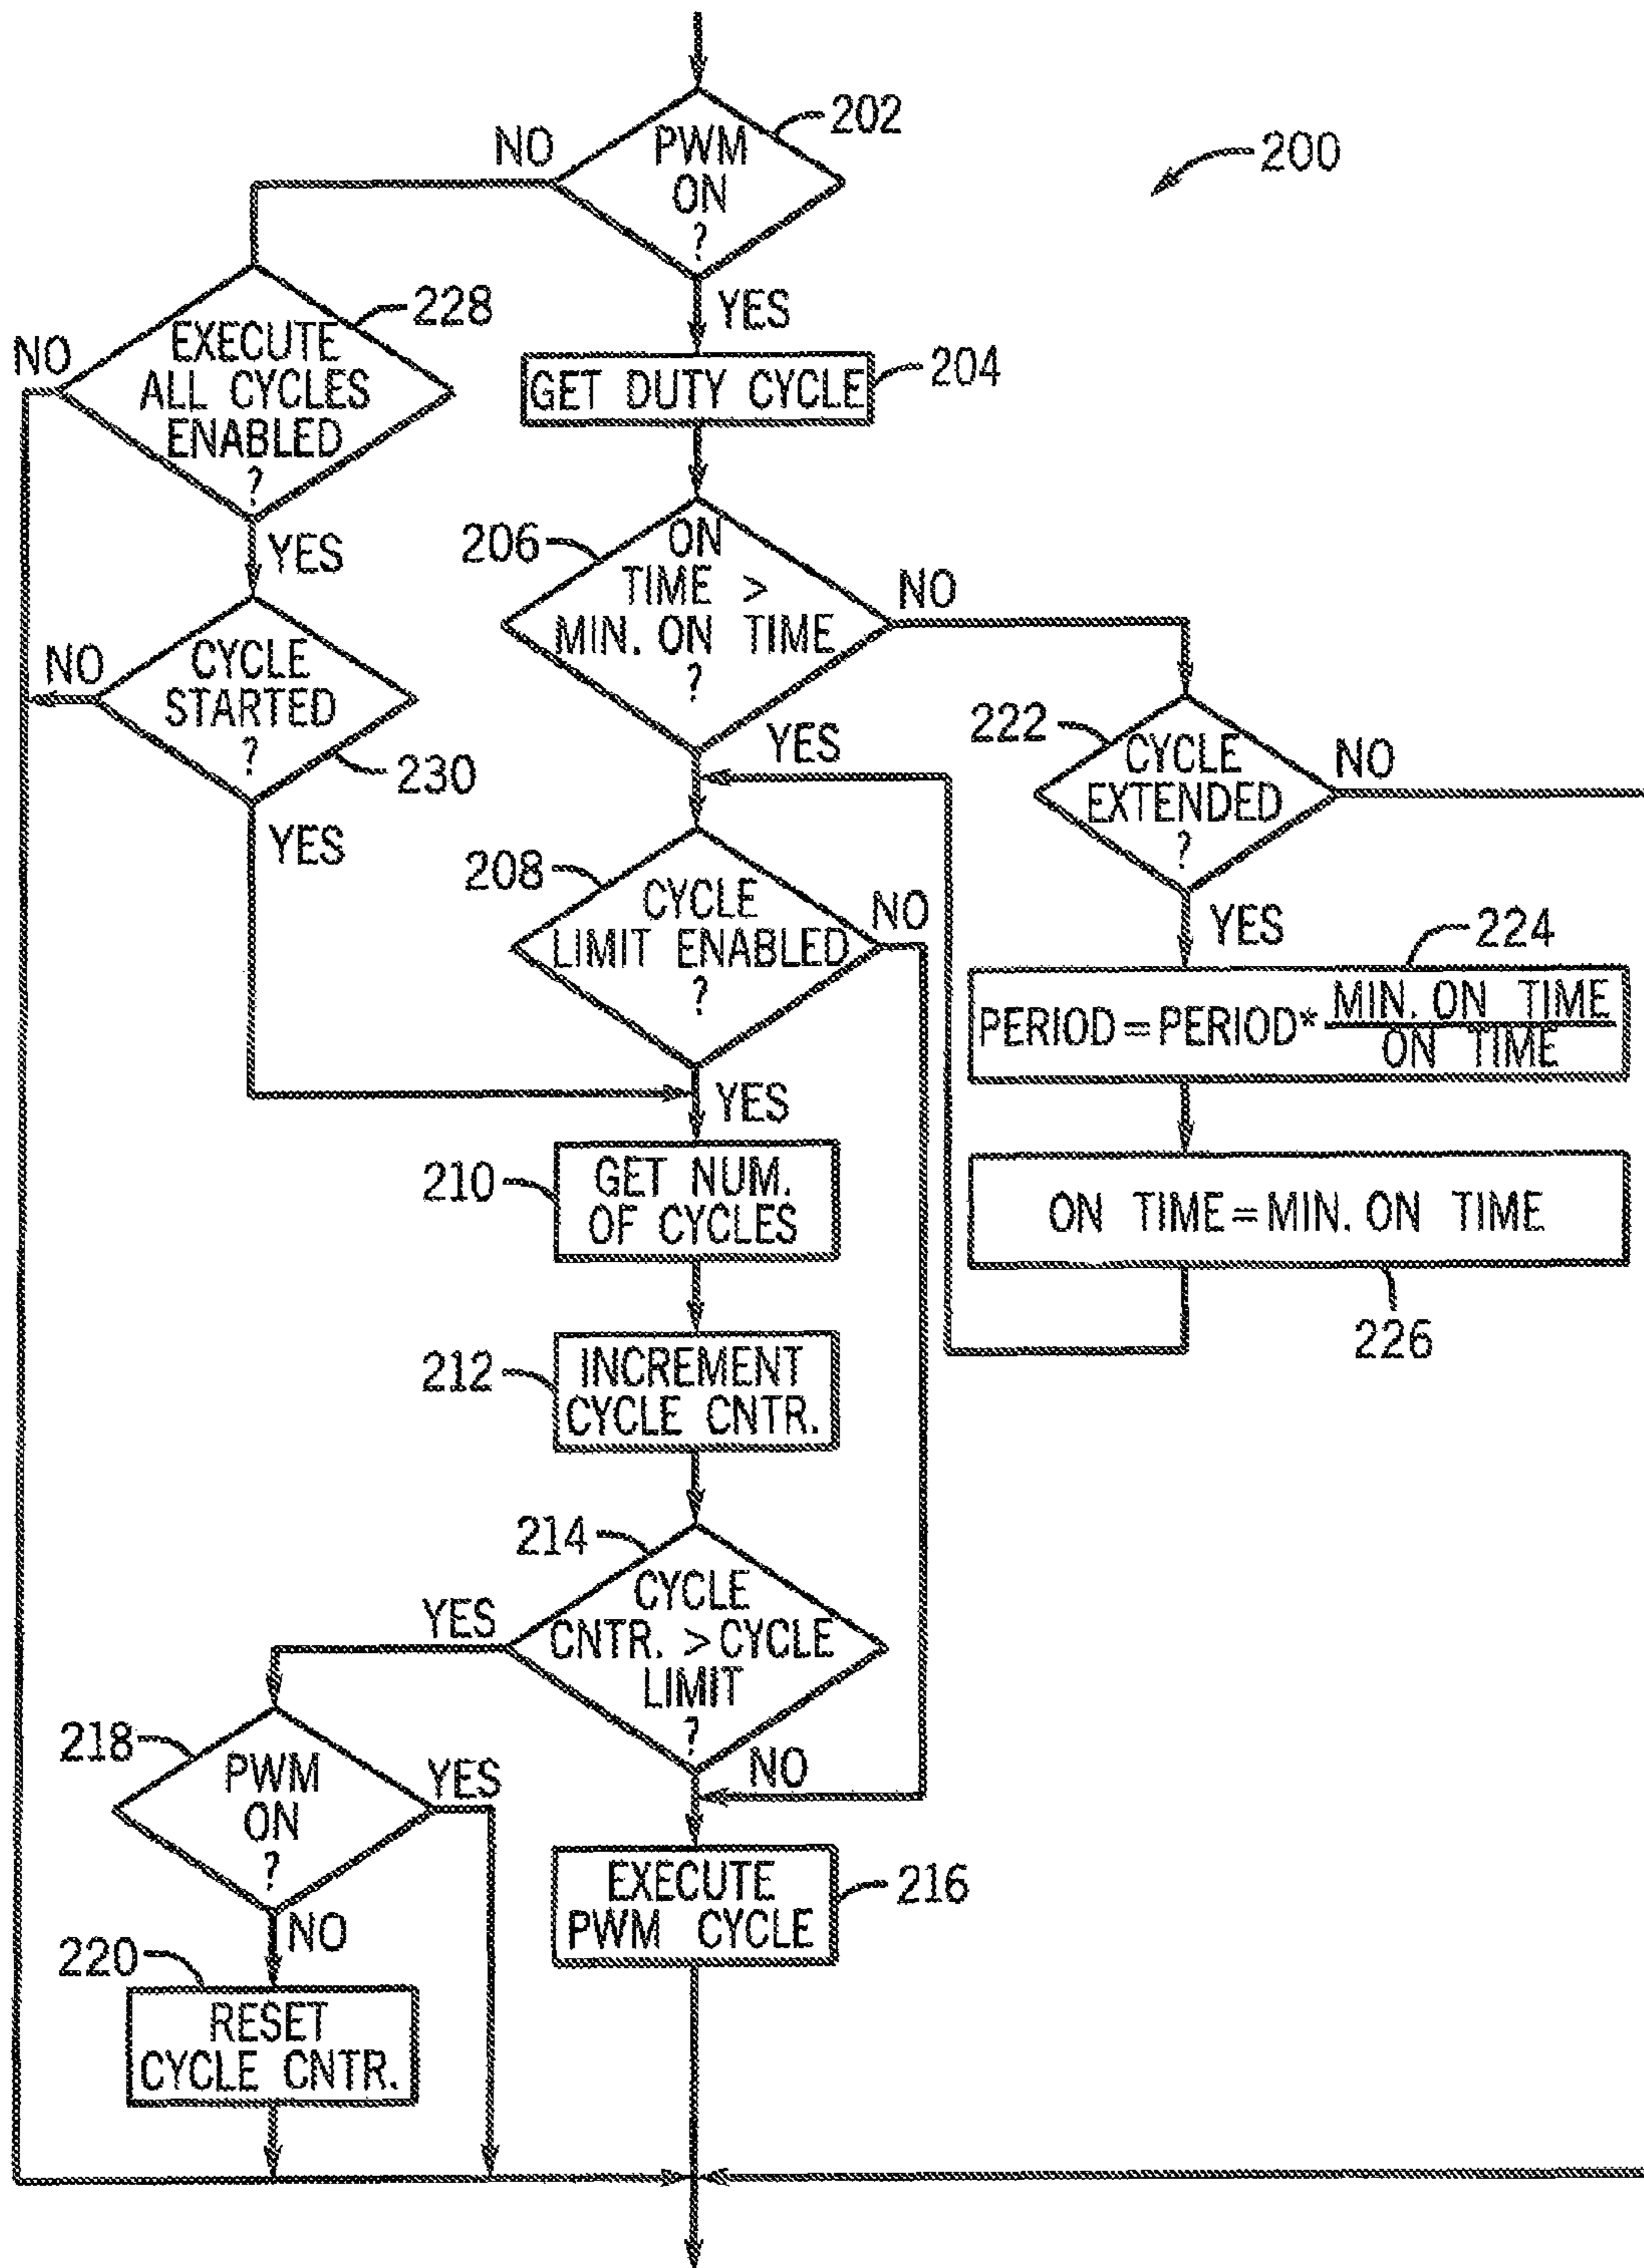 202
PWM
ON
?
NO
YES
200
228
EXECUTE
ALL CYCLES
ENABLED
?
NO
YES
GET DUTY CYCLE
204
206
ON
TIME >
MIN. ON TIME
?
NO
YES
CYCLE
STARTED
?
NO
230
YES
222
CYCLE
EXTENDED
?
NO
YES
208
CYCLE
LIMIT ENABLED
?
NO
YES
224
PERIOD = PERIOD* MIN. ON TIME
ON TIME
210
GET NUM.
OF CYCLES
ON TIME = MIN. ON TIME
226
212
INCREMENT
CYCLE CNTR.
214
CYCLE
CNTR. > CYCLE
LIMIT
?
YES
NO
218
PWM
ON
?
YES
NO
EXECUTE
PWM CYCLE
216
220
RESET
CYCLE CNTR.